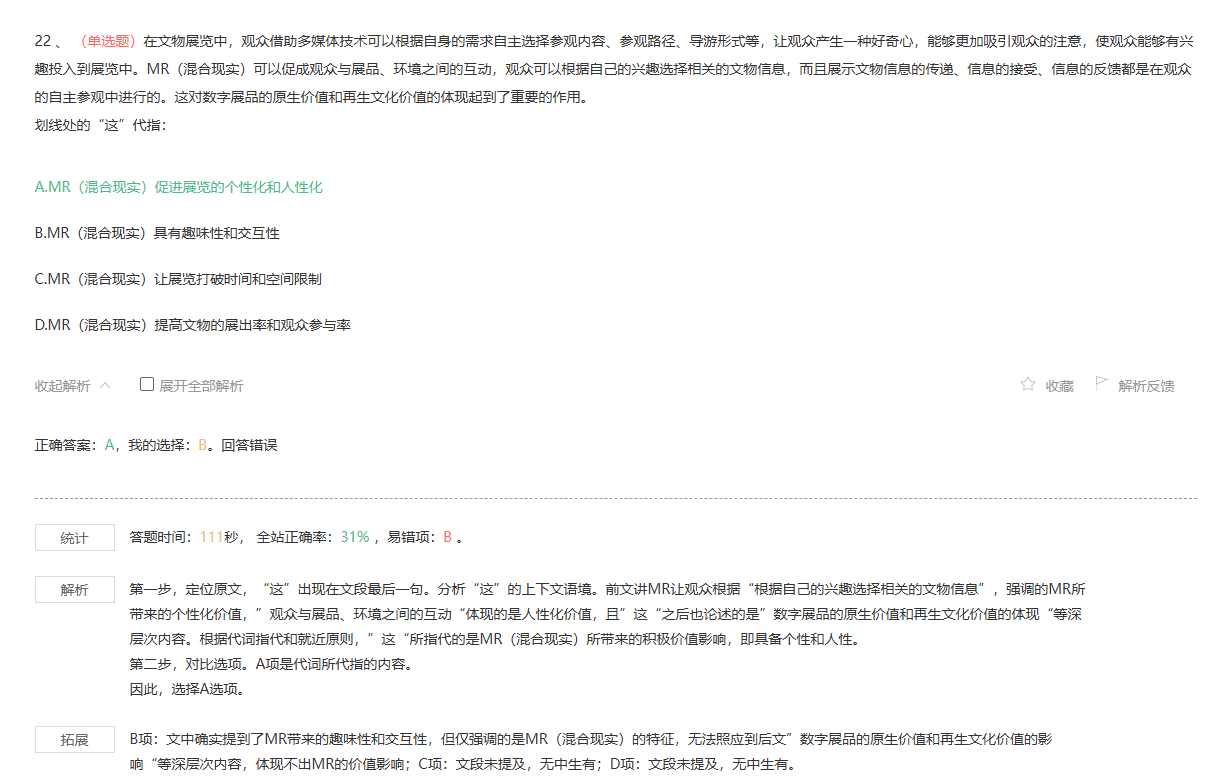 22 、 （单选题）在文物展览中，观众借助多媒体技术可以根据自身的需求自主选择参观内容、参观路径、导游形式等，让观众产生一种好奇心，能够更加吸引观众的注意，使观众能够有兴
趣投入到展览中。MR（混合现实）可以促成观众与展品、环境之间的互动，观众可以根据自己的兴趣选择相关的文物信息，而且展示文物信息的传递、信息的接受、信息的反馈都是在观众
的自主参观中进行的。这对数字展品的原生价值和再生文化价值的体现起到了重要的作用。
划线处的“这”代指：
A.MR（混合现实）促进展览的个性化和人性化
B.MR（混合现实）具有趣味性和交互性
C.MR（混合现实）让展览打破时间和空间限制
D.MR（混合现实）提高文物的展出率和观众参与率
收起解析 展开全部解析 收藏 解析反馈
正确答案：A，我的选择：B。回答错误
统计 答题时间：111秒， 全站正确率：31% ，易错项：B 。
解析 第一步，定位原文，“这”出现在文段最后一句。分析“这”的上下文语境。前文讲MR让观众根据“根据自己的兴趣选择相关的文物信息”，强调的MR所
带来的个性化价值，”观众与展品、环境之间的互动“体现的是人性化价值，且”这“之后也论述的是”数字展品的原生价值和再生文化价值的体现“等深
层次内容。根据代词指代和就近原则，”这“所指代的是MR（混合现实）所带来的积极价值影响，即具备个性和人性。
第二步，对比选项。A项是代词所代指的内容。
因此，选择A选项。
拓展 B项：文中确实提到了MR带来的趣味性和交互性，但仅强调的是MR（混合现实）的特征，无法照应到后文”数字展品的原生价值和再生文化价值的影
响“等深层次内容，体现不出MR的价值影响；C项：文段未提及，无中生有；D项：文段未提及，无中生有。